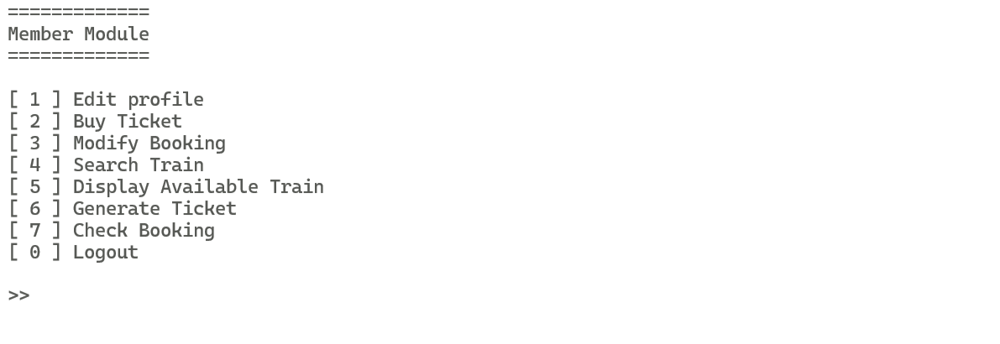 =============
Member Module
=============
[ 1 ] Edit profile
[ 2 ] Buy Ticket
[ 3 ] Modify Booking
[ 4 ] Search Train
[ 5 ] Display Available Train
[ 6 ] Generate Ticket
[ 7 ] Check Booking
[ 0 ] Logout
>>